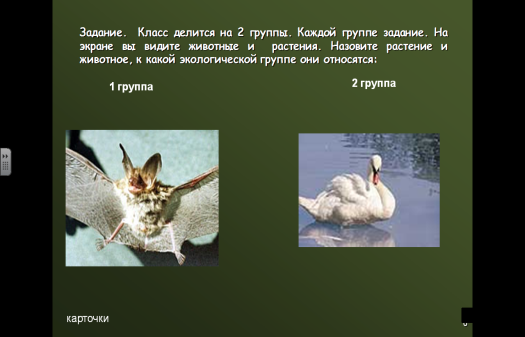 Задание. Класс делится на 2 группы. Каждой группе задание. На
экране вы видите животные и растения. Назовите растение и
животное, к какой экологической группе они относятся:
1 группа
2 группа
карточки